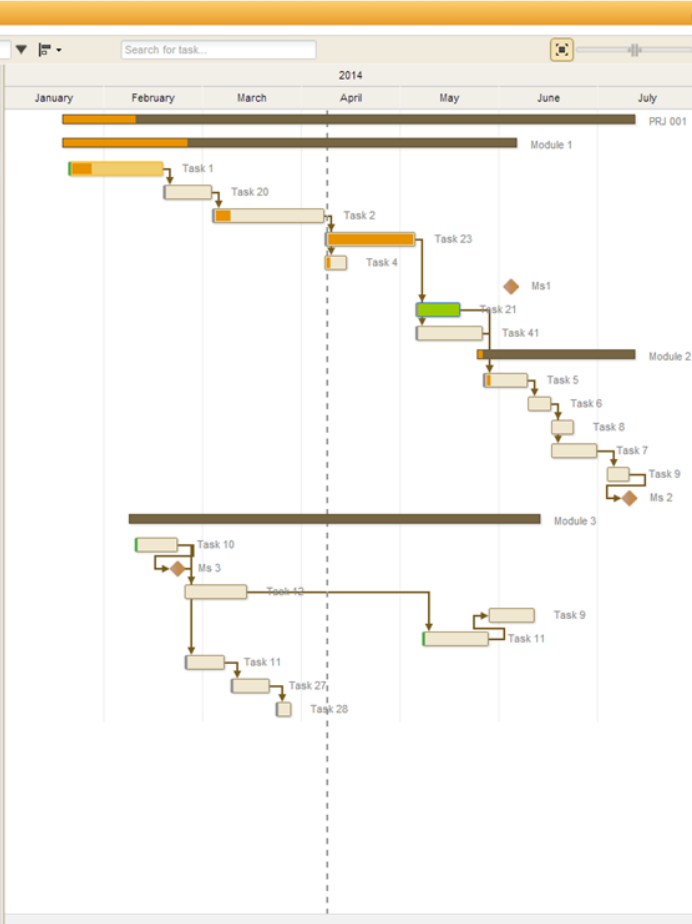 Search for task...
2014
January February March April May June July
PRJ 001
Module 1
Task 1
Task 20
Task 2
Task 23
Task 4
Ms1
Task 21
Task 41
Module 2
Task 5
Task 6
Task 8
Task 7
Task 9
Ms 2
Module 3
Task 10
Ms 3
Task 42
Task 9
Task 11
Task 11
Task 27
Task 28